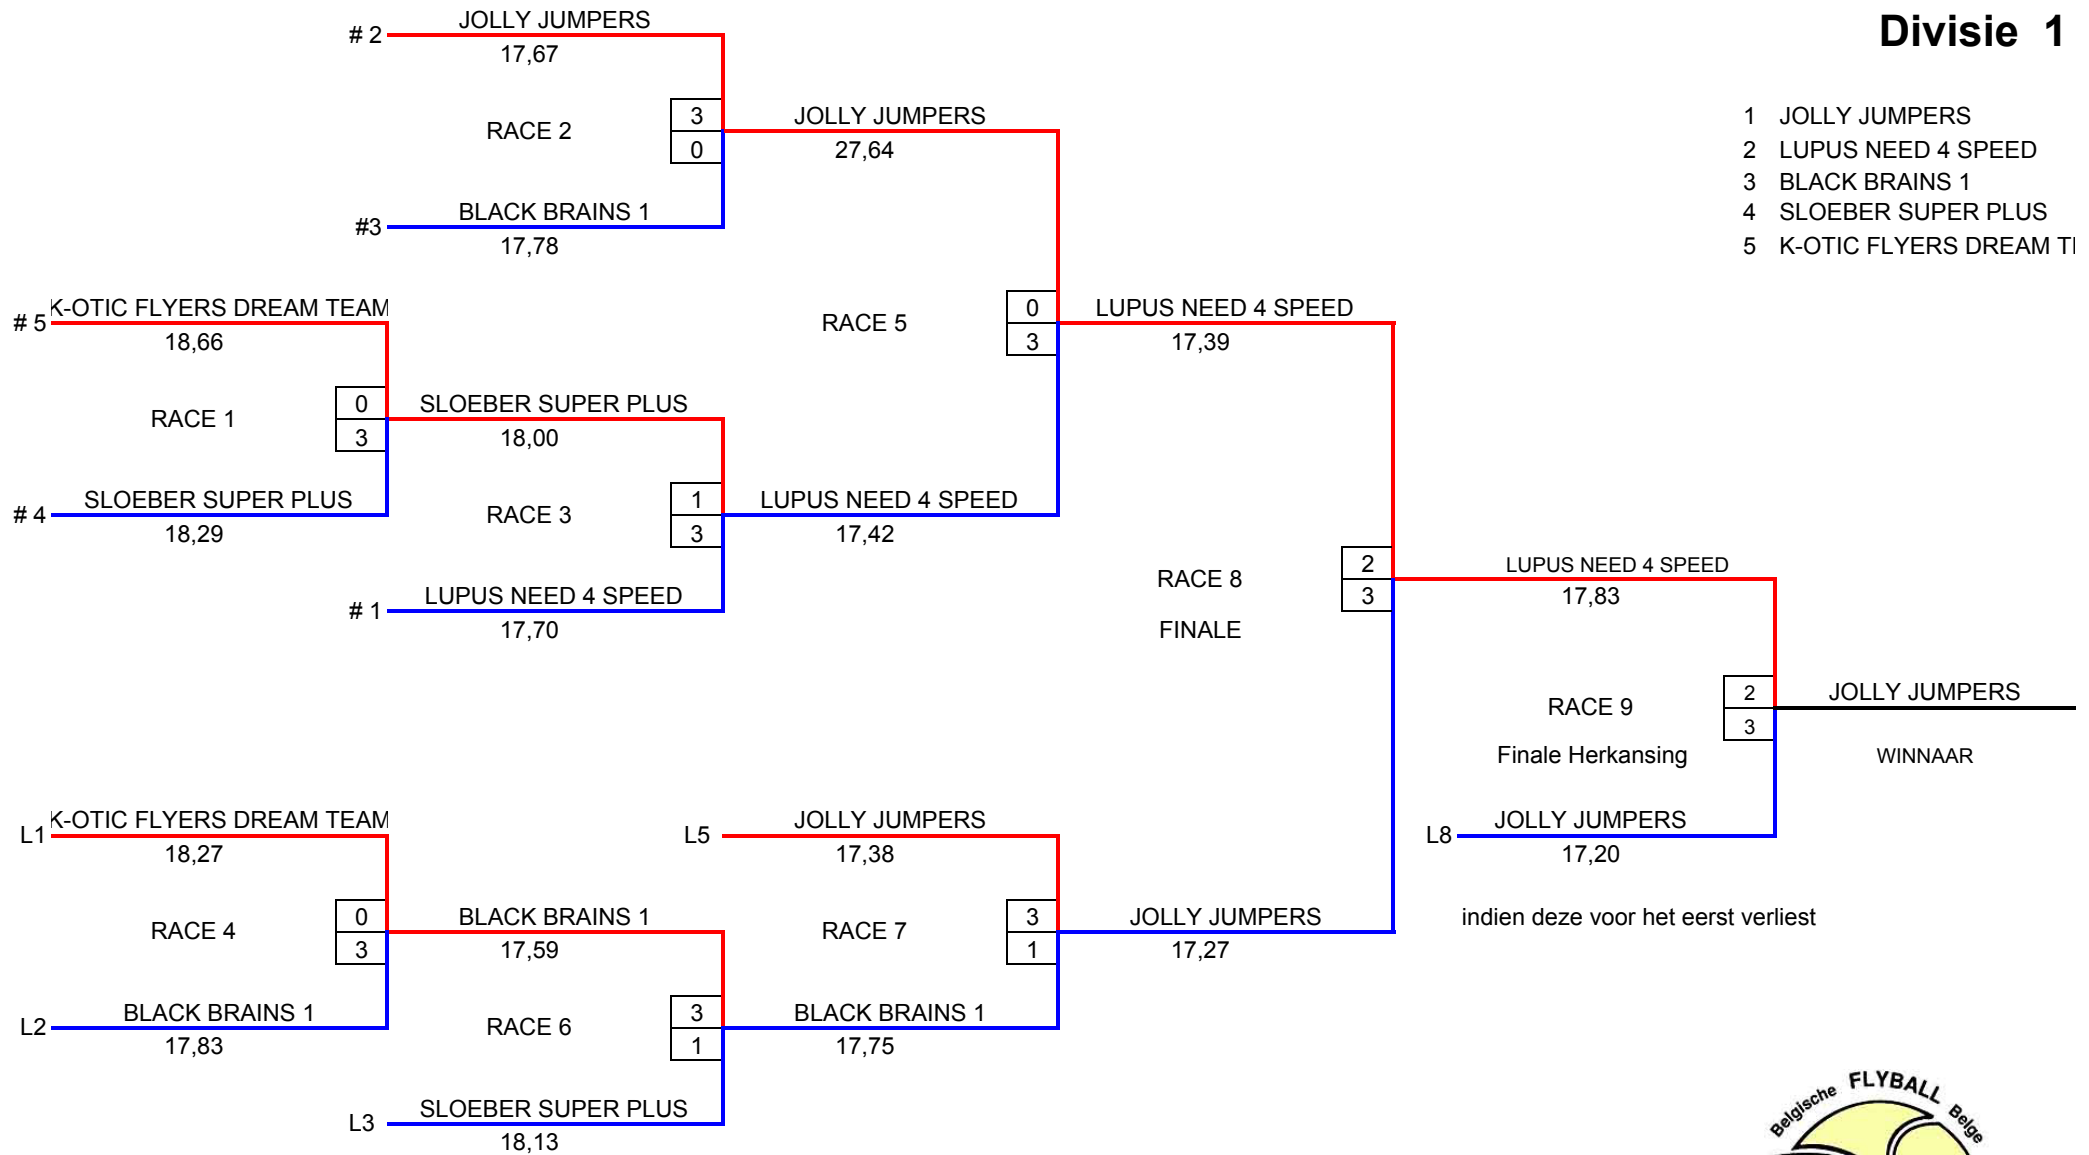 Divisie 1
1 JOLLY JUMPERS
2 LUPUS NEED 4 SPEED
3 BLACK BRAINS 1
4 SLOEBER SUPER PLUS
5 K-OTIC FLYERS DREAM
# 2 JOLLY JUMPERS
17,67
RACE 2
3
0
JOLLY JUMPERS
27,64
#3 BLACK BRAINS 1
17,78
# 5 K-OTIC FLYERS DREAM TEAM
18,66
RACE 1
0
3
SLOEBER SUPER PLUS
18,00
# 4 SLOEBER SUPER PLUS
18,29
RACE 3
1
3
LUPUS NEED 4 SPEED
17,42
# 1 LUPUS NEED 4 SPEED
17,70
RACE 5
0
3
LUPUS NEED 4 SPEED
17,39
RACE 8
FINALE
2
3
LUPUS NEED 4 SPEED
17,83
RACE 9
Finale Herkansing
2
3
JOLLY JUMPERS
WINNAAR
L8 JOLLY JUMPERS
17,20
indien deze voor het eerst verliest
L1 K-OTIC FLYERS DREAM TEAM
18,27
RACE 4
0
3
BLACK BRAINS 1
17,59
L2 BLACK BRAINS 1
17,83
RACE 6
3
1
BLACK BRAINS 1
17,75
L3 SLOEBER SUPER PLUS
18,13
L5 JOLLY JUMPERS
17,38
RACE 7
3
1
JOLLY JUMPERS
17,27
Belgische FLYBALL Belge